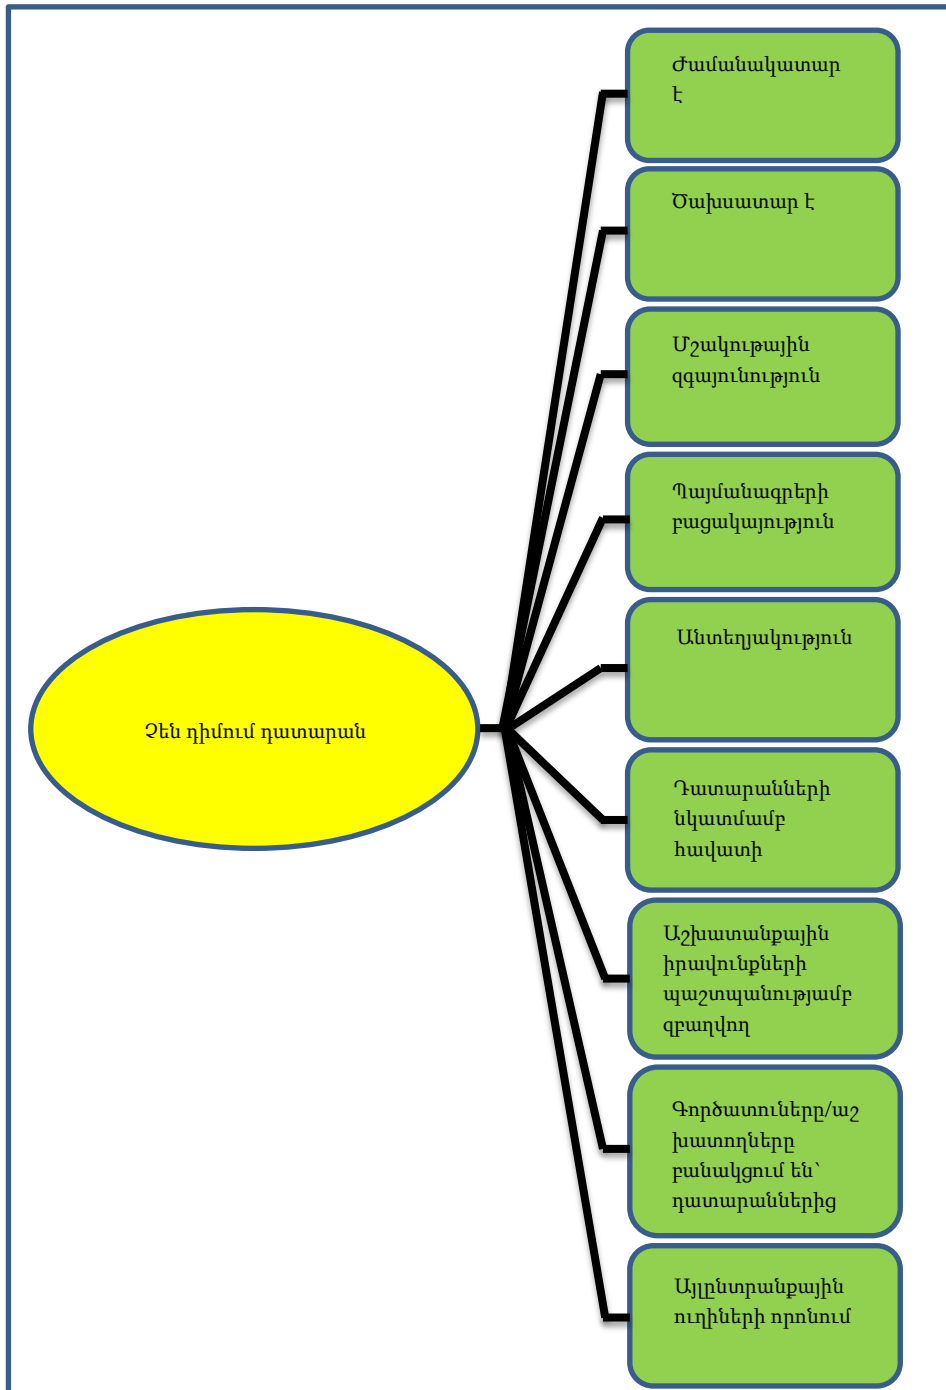 Ժամանակատար
է
Ծախսատար է
Մշակութային
զգայունություն
Պայմանագրերի
բացակայություն
Անտեղյակություն
Չեն դիմում դատարան
Դատարանների
նկատմամբ
հավատի
Աշխատանքային
իրավունքների
պաշտպանությամբ
զբաղվող
Գործատուները/աշ
խատողները
բանակցում են՝
դատարաններից
Այլընտրանքային
ուղիների որոնում